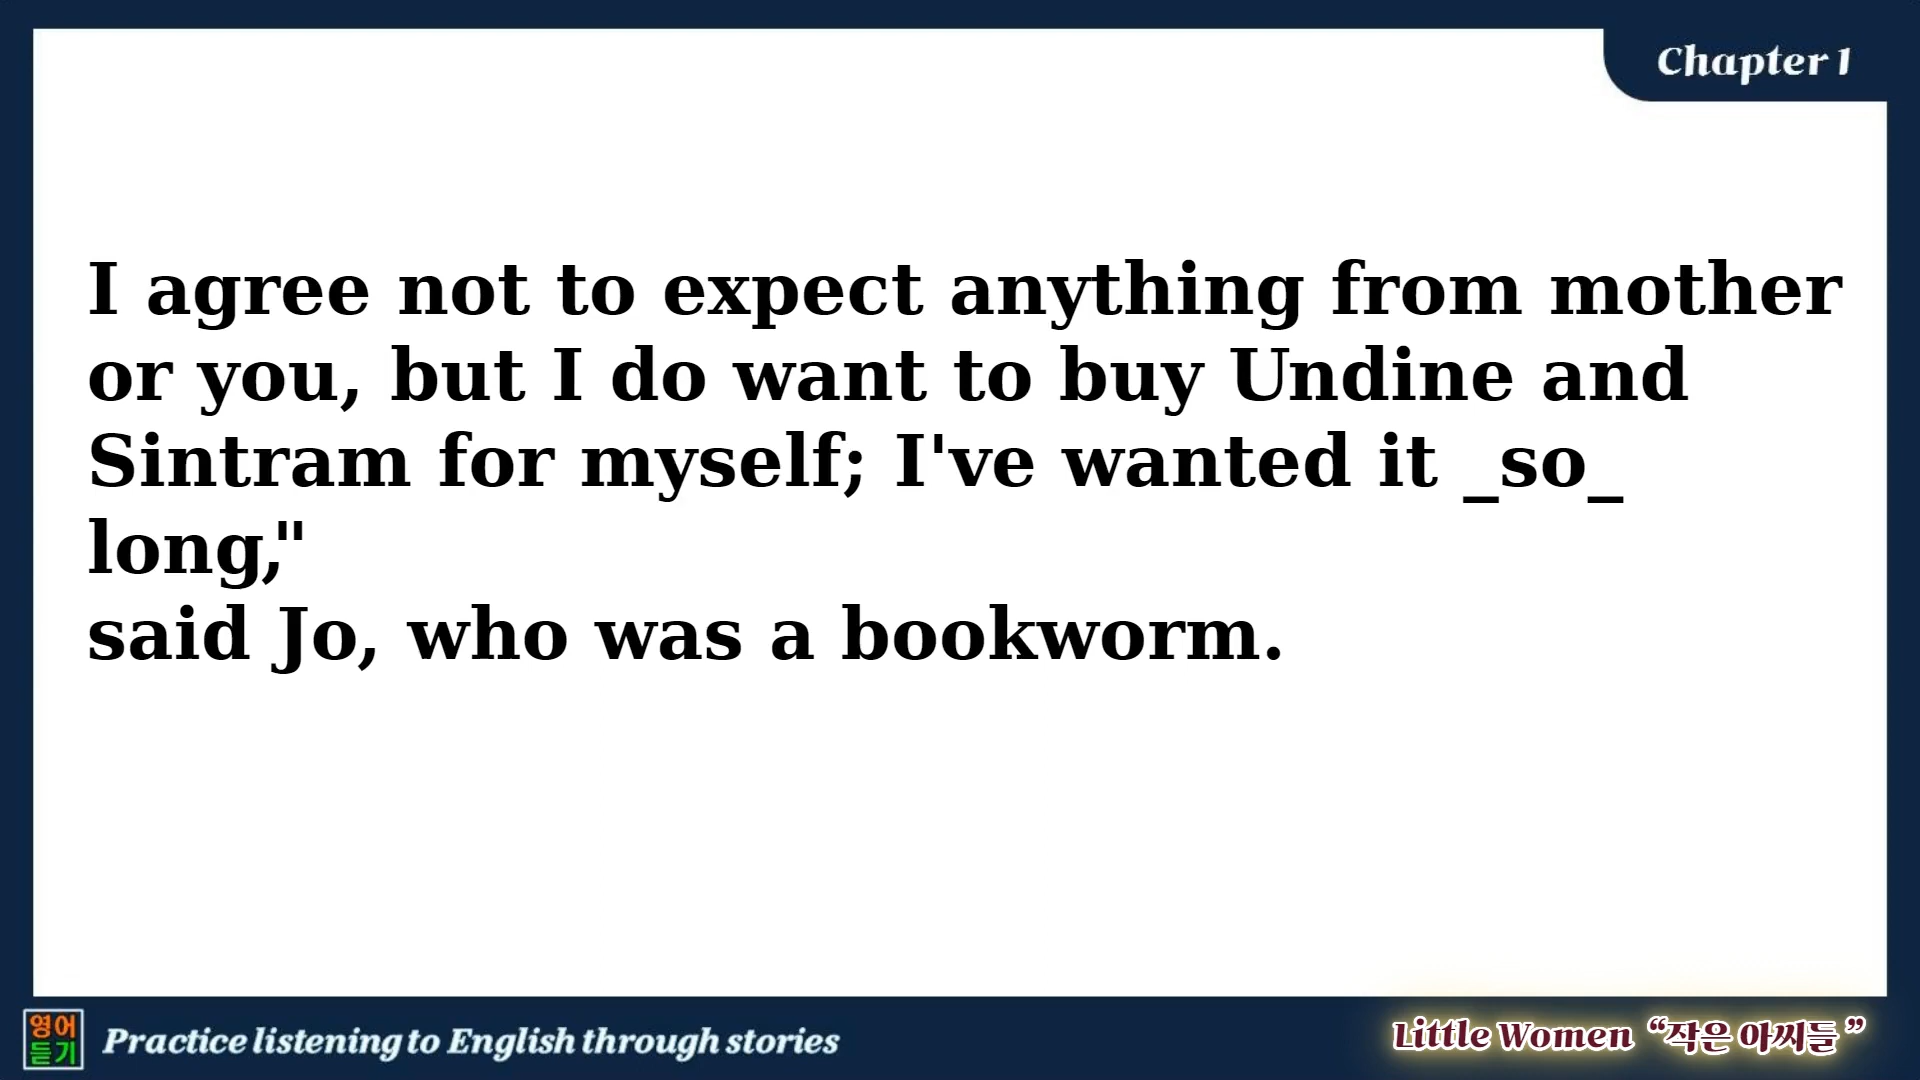 Chapter 1
I agree not to expect anything from mother
or you, but I do want to buy Undine and
Sintram for myself; I've wanted it _so_
long,"
said Jo, who was a bookworm.
영어
듣기
Practice listening to English through stories
Little Women “작은 아씨들”